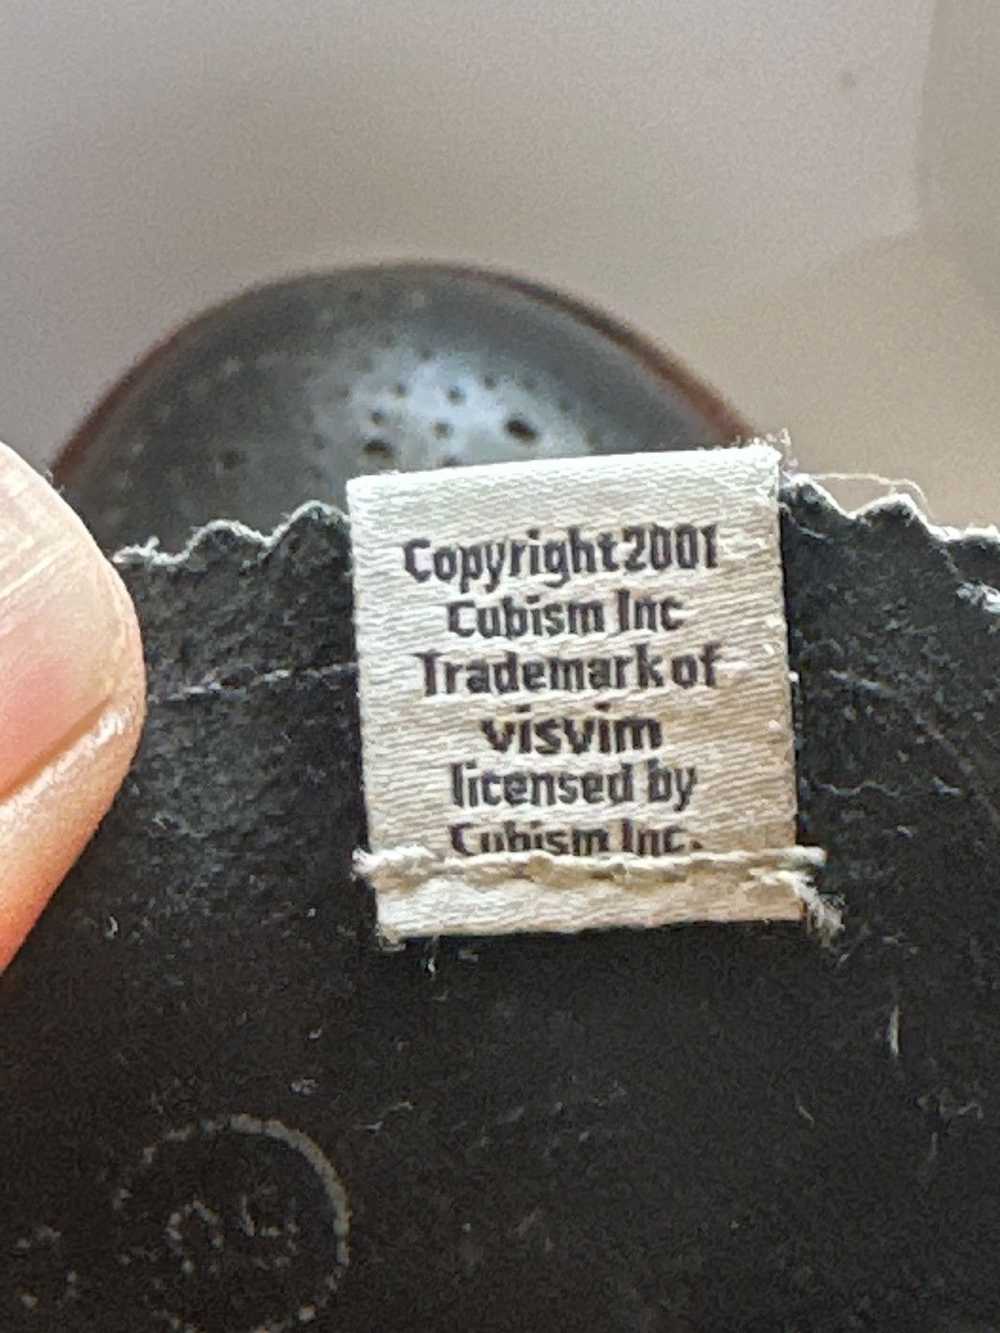 Copyright 2001
Cubism Inc
Trademark of
visvim
licensed by
Cubism Inc.